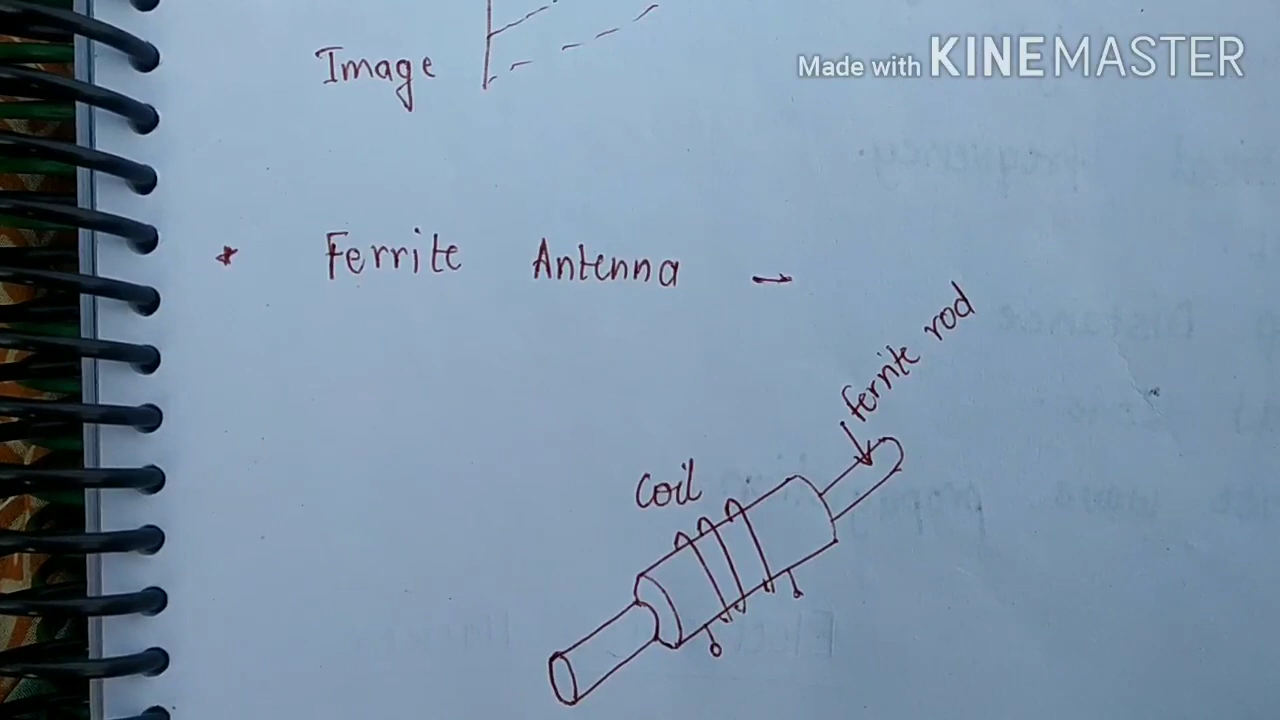 Made with KINEMASTER
Image
* Ferrite Antenna -
ferrite rod
Coil